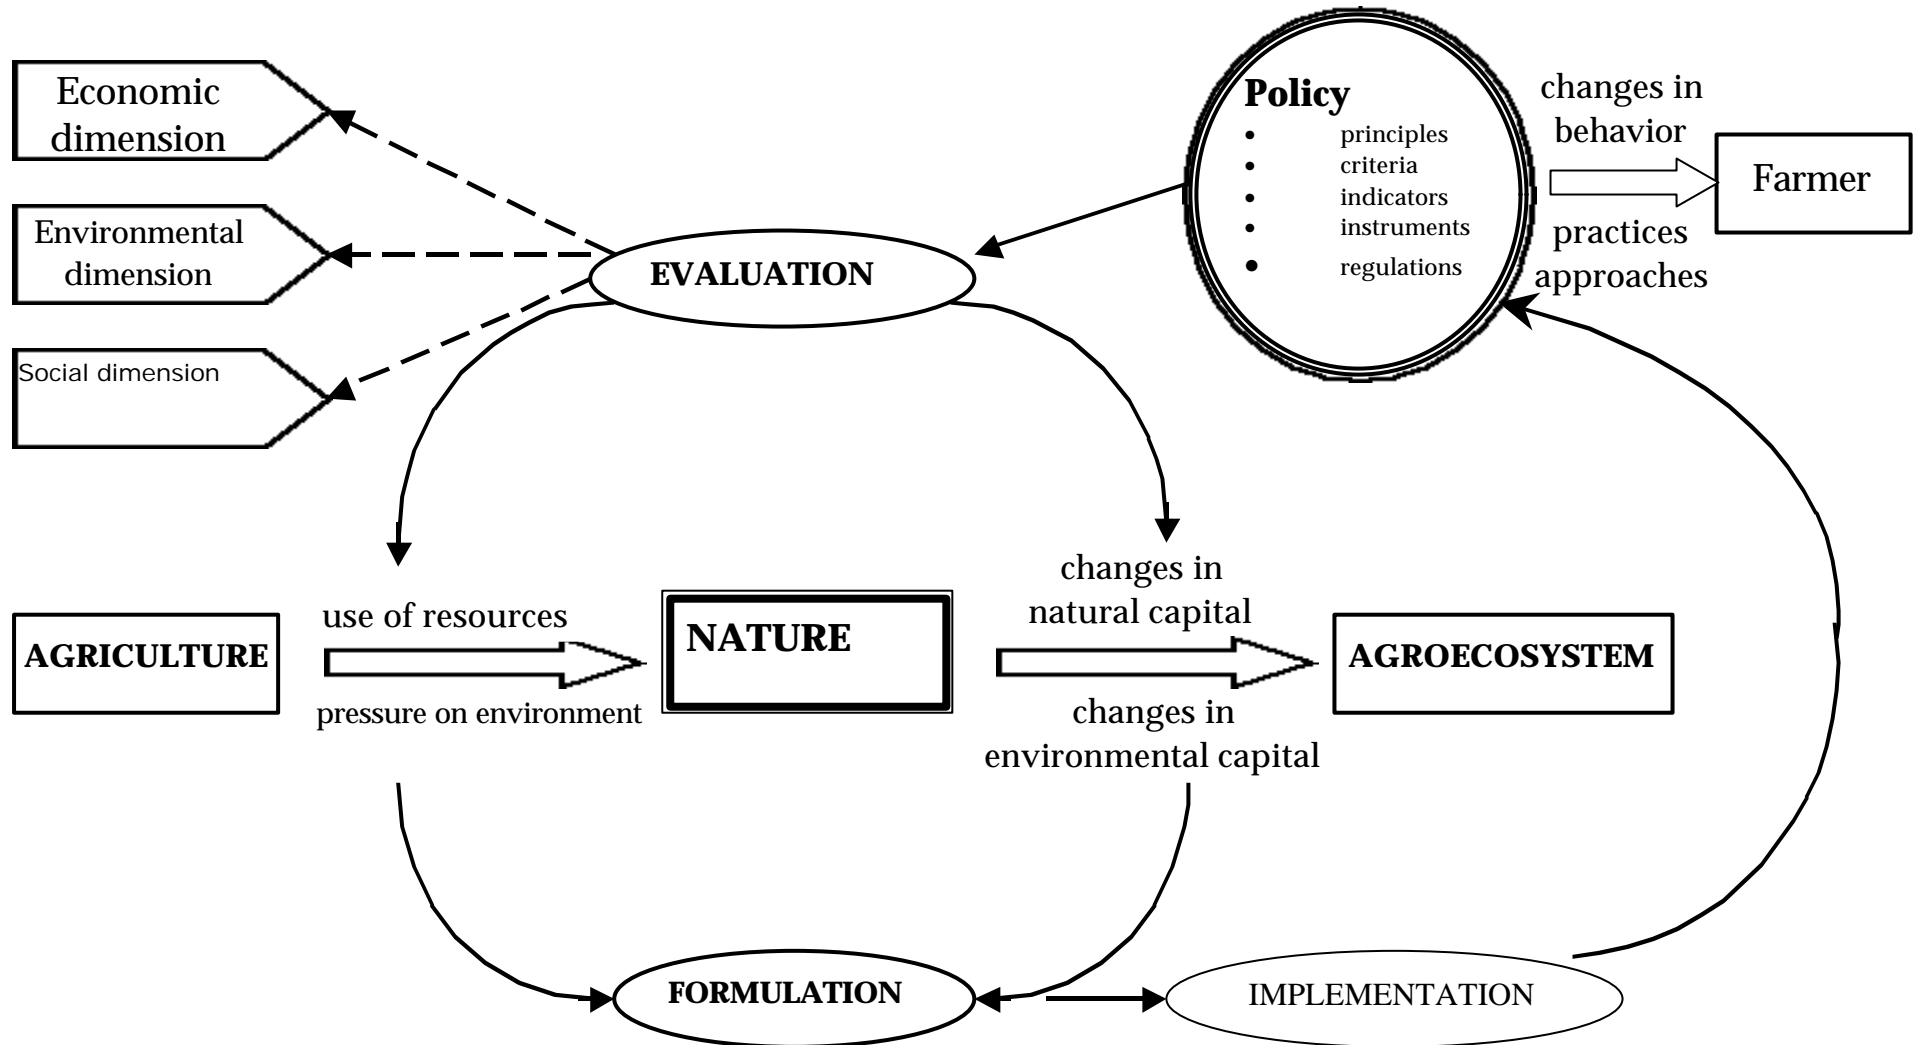 Economic
dimension
Environmental
dimension
Social dimension
EVALUATION
Policy
• principles
• criteria
• indicators
• instruments
• regulations
changes in
behavior
practices
approaches
Farmer
AGRICULTURE
use of resources
pressure on environment
NATURE
changes in
natural capital
changes in
environmental capital
AGROECOSYSTEM
FORMULATION
IMPLEMENTATION